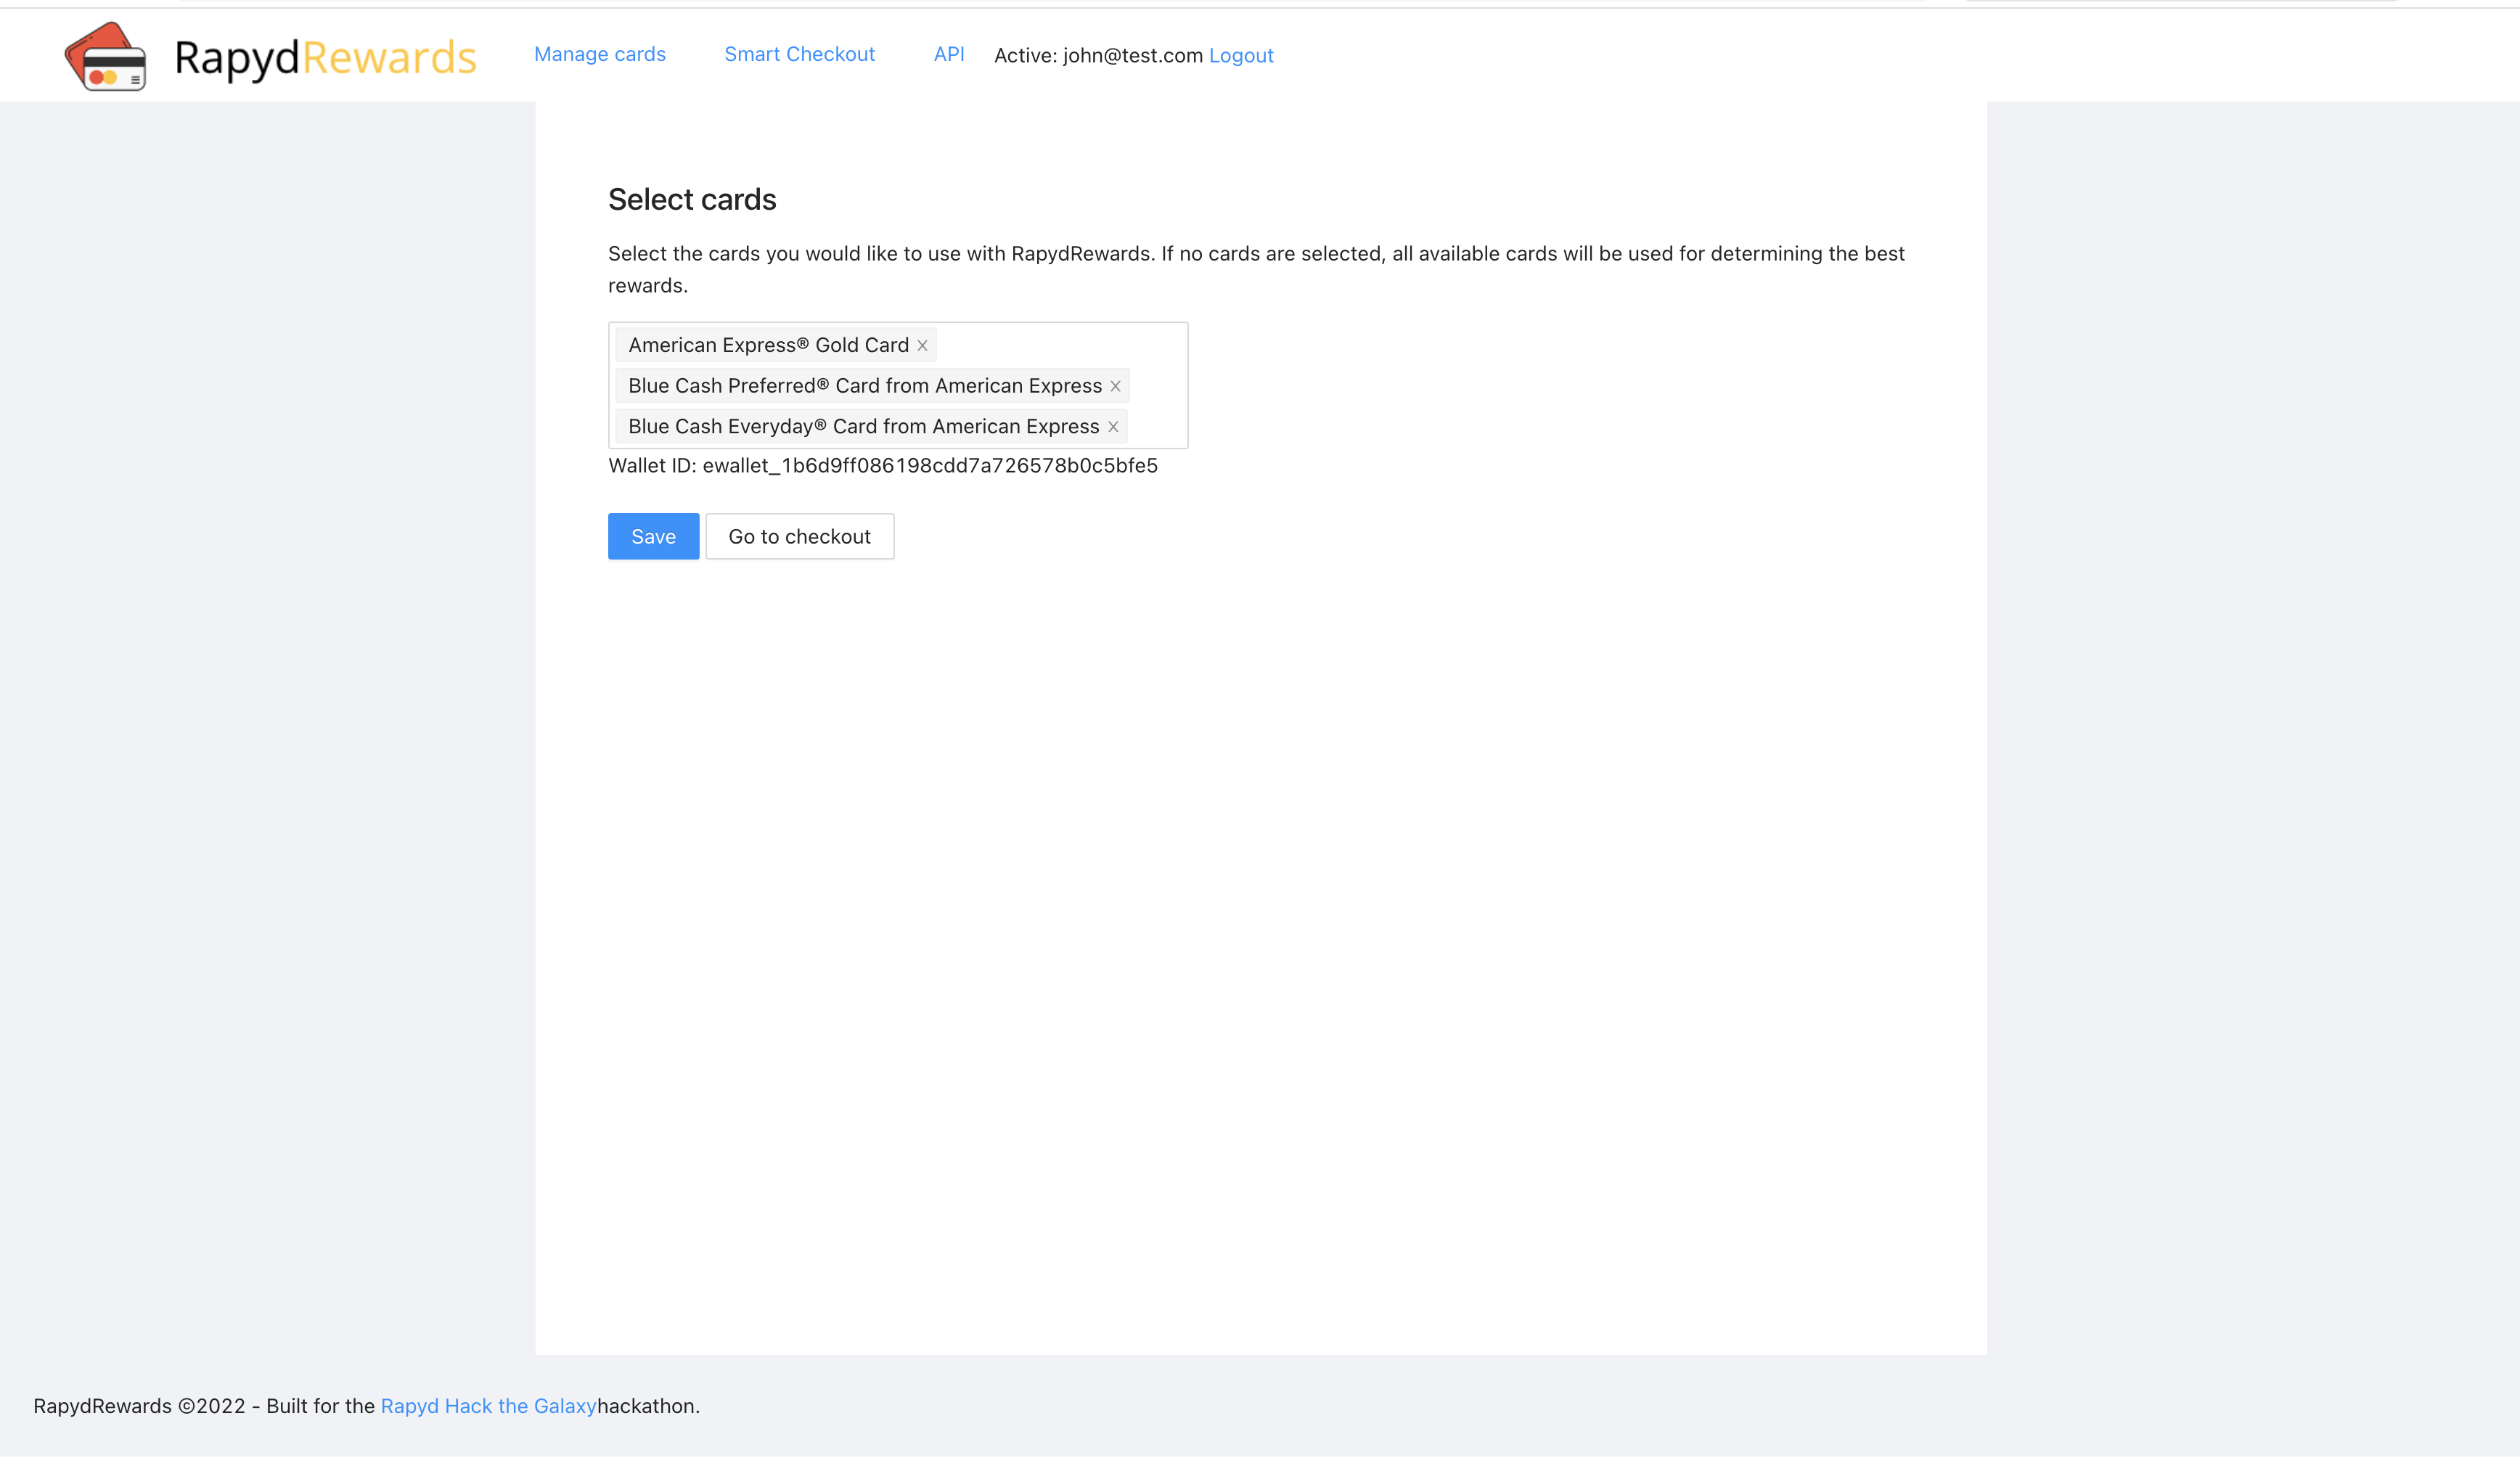 RapydRewards Manage cards Smart Checkout API Active: john@test.com Logout
Select cards
Select the cards you would like to use with RapydRewards. If no cards are selected, all available cards will be used for determining the best
rewards.
American Express® Gold Card
Blue Cash Preferred® Card from American Express
Blue Cash Everyday® Card from American Express
Wallet ID: ewallet_1b6d9ff086198cdd7a726578b0c5bfe5
Save Go to checkout
RapydRewards ©2022 - Built for the Rapyd Hack the Galaxyhackathon.